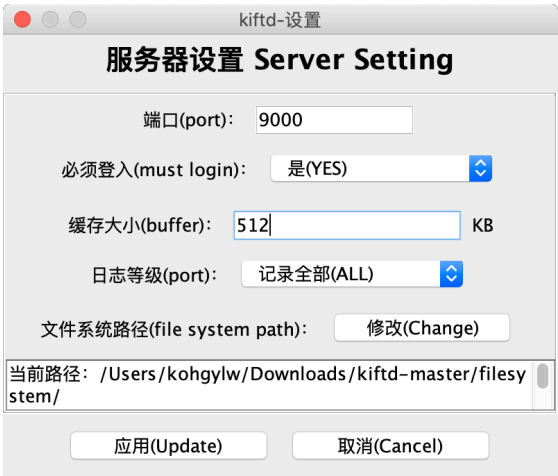 kiftd-设置
服务器设置 Server Setting
端口(port): 9000
必须登入(must login): 是(YES)
缓存大小(buffer): 512 KB
日志等级(port): 记录全部(ALL)
文件系统路径(file system path): 修改(Change)
当前路径: /Users/kohgylw/Downloads/kiftd-master/filesy
stem/
应用(Update) 取消(Cancel)